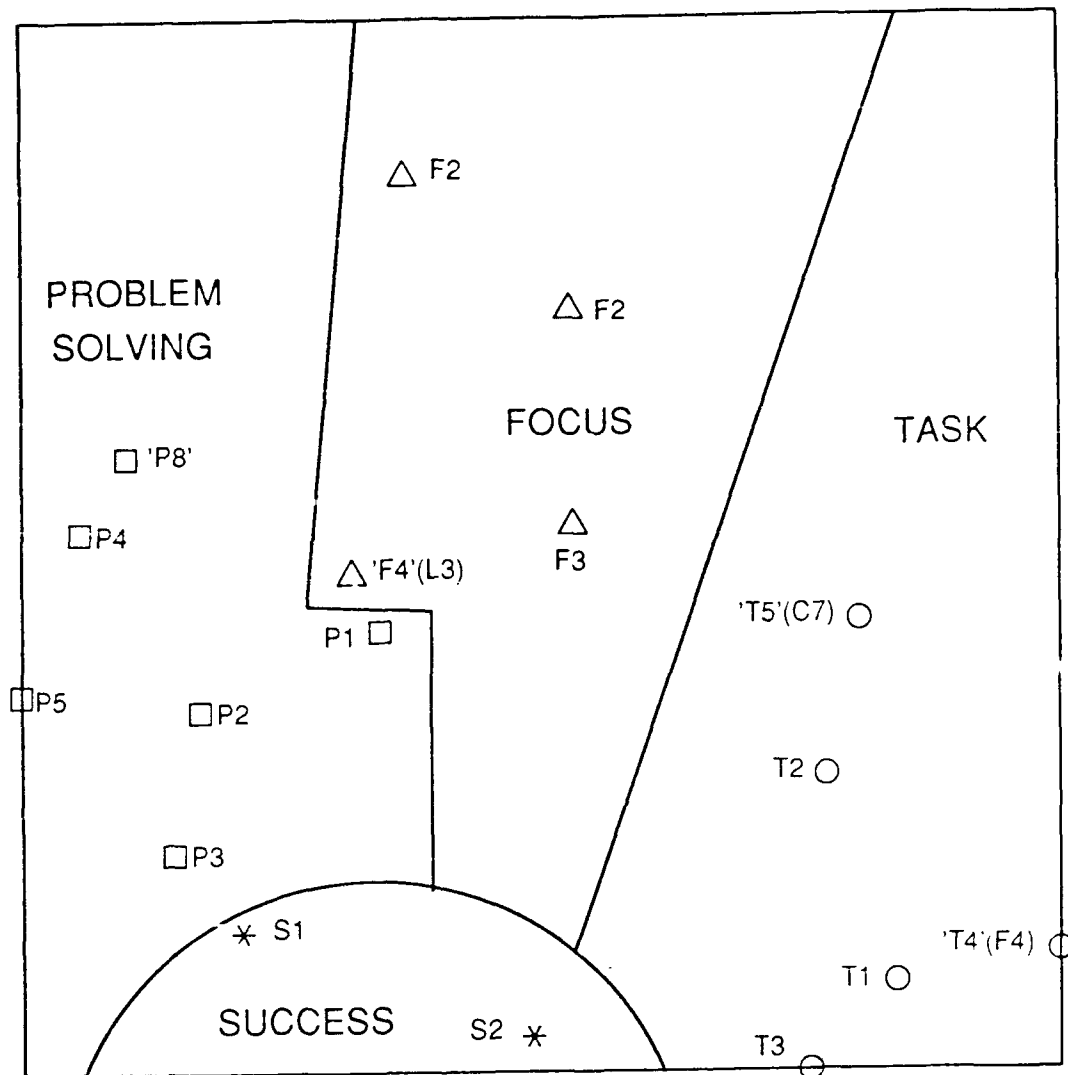 F2
F2
PROBLEM
SOLVING
FOCUS
TASK
'P8'
P4
F3
'F4'(L3)
'T5'(C7)
P1
P5
P2
T2
P3
S1
'T4'(F4)
T1
SUCCESS
S2
T3